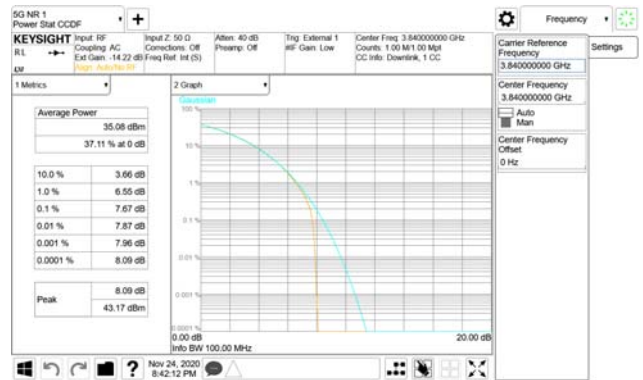 5G NR 1
Power Stat CCDF
Frequency
KEYSIGHT Input: RF
Coupling: AC
Ext Gain: -14.22 dB
Align: Auto/No RF
Input Z: 50 Ω
Corrections: Off
Freq Ref: Int (S)
Atten: 40 dB
Preamp: Off
Trig: External 1
#IF Gain: Low
Center Freq: 3.840000000 GHz
Counts: 1.00 M/1.00 Mpt
CC Info: Downlink, 1 CC
R L
1 Metrics
2 Graph
Average Power
35.08 dBm
37.11 % at 0 dB
10.0 % 3.66 dB
1.0 % 6.55 dB
0.1 % 7.67 dB
0.01 % 7.87 dB
0.001 % 7.96 dB
0.0001 % 8.09 dB
Peak 8.09 dB
43.17 dBm
Gaussian
100 %
10 %
1 %
0.1 %
0.01 %
0.001 %
0.0001 %
0.00 dB 20.00 dB
Info BW 100.00 MHz
Carrier Reference
Frequency
3.840000000 GHz
Center Frequency
3.840000000 GHz
Auto
Man
Center Frequency
Offset
0 Hz
Settings
?
Nov 24, 2020
8:42:12 PM